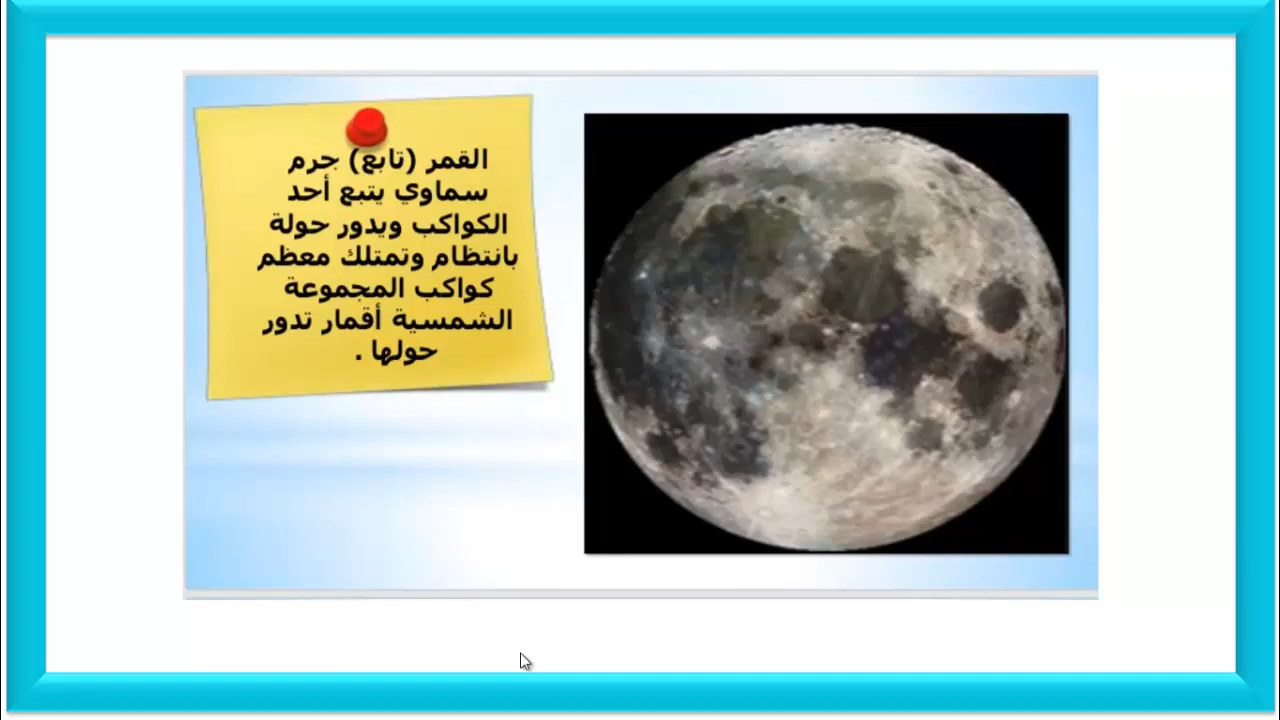 القمر (تابع) جرم
سماوي يتبع أحد
الكواكب ويدور حولة
بانتظام وتمتلك معظم
كواكب المجموعة
الشمسية أقمار تدور
حولها .